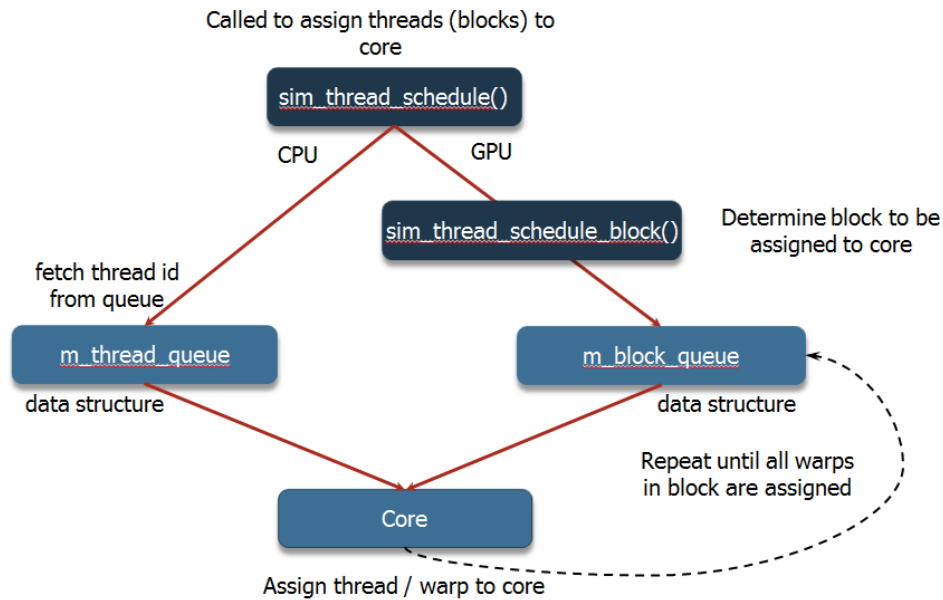 Called to assign threads (blocks) to
core
sim_thread_schedule()
CPU
GPU
sim_thread_schedule_block()
Determine block to be
assigned to core
fetch thread id
from queue
m_thread_queue
m_block_queue
data structure
data structure
Repeat until all warps
in block are assigned
Core
Assign thread / warp to core